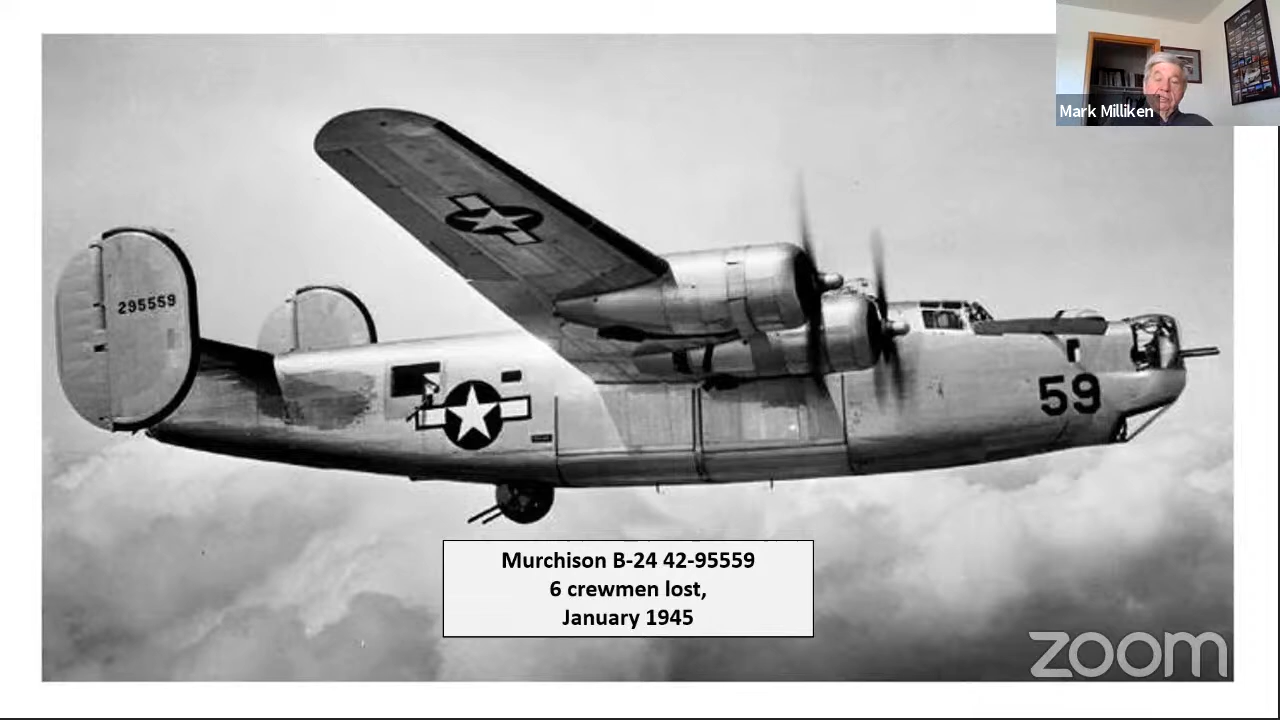 Mark Milliken
295559
59
Murchison B-24 42-95559
6 crewmen lost,
January 1945
zoom